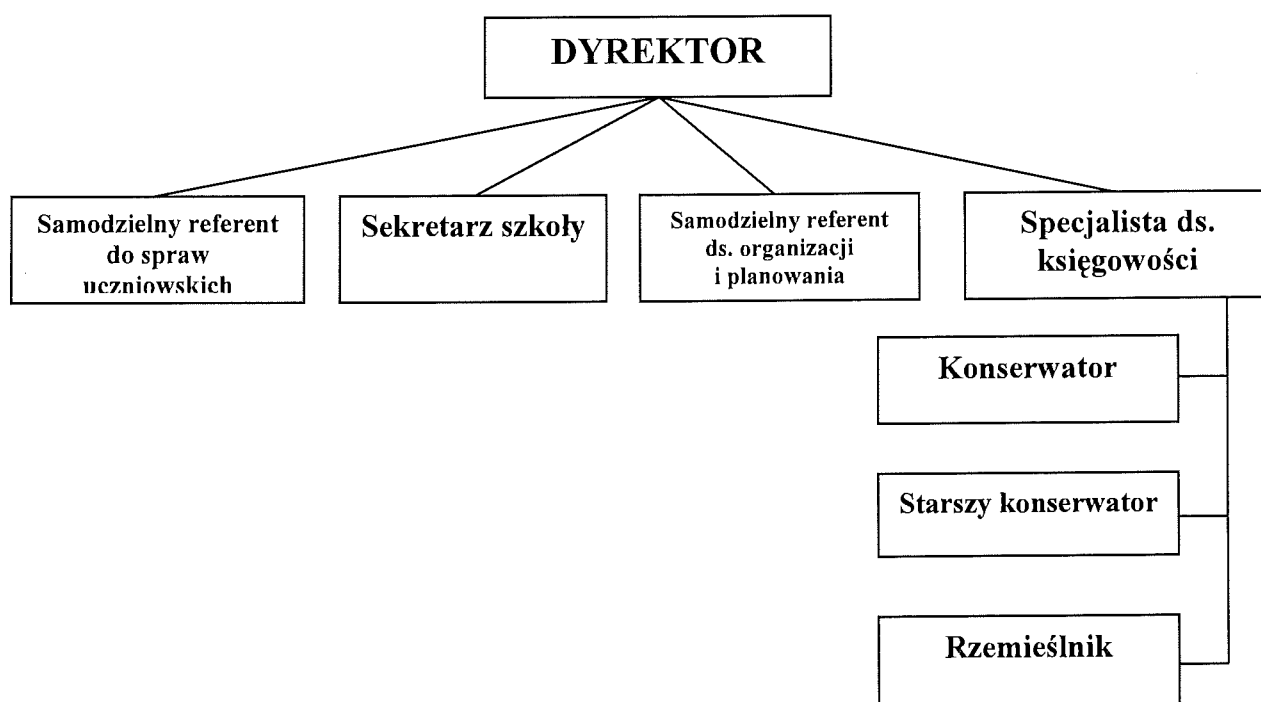 DYREKTOR
Samodzielny referent
do spraw
uczniowskich
Sekretarz szkoły
Samodzielny referent
ds. organizacji
i planowania
Specjalista ds.
księgowości
Konserwator
Starszy konserwator
Rzemieślnik